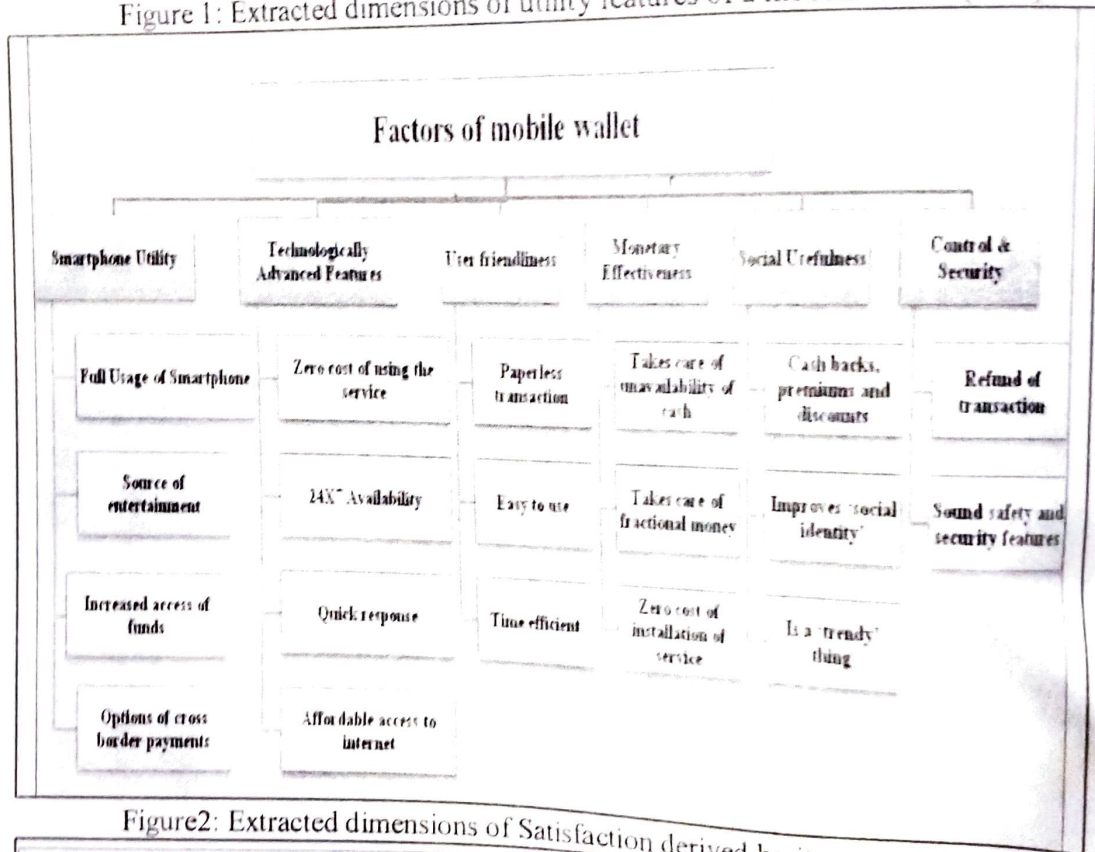 Figure 1: Extracted dimensions of utility features of a
Factors of mobile wallet
Smartphone Utility
Technologically
Advanced Features
User friendliness
Monetary
Effectiveness
Social Usefulness
Control &
Security
Full Usage of Smartphone
Source of
entertainment
Increased access of
funds
Options of cross
border payments
Zero cost of using the
service
24X7 Availability
Quick response
Affordable access to
internet
Paperless
transaction
Easy to use
Time efficient
Takes care of
unavailability of
cash
Takes care of
fractional money
Zero cost of
installation of
service
Cash backs,
premiums and
discounts
Improves 'social
identity'
Is a 'trendy'
thing
Refund of
transaction
Sound safety and
security features
Figure2: Extracted dimensions of Satisfaction derived